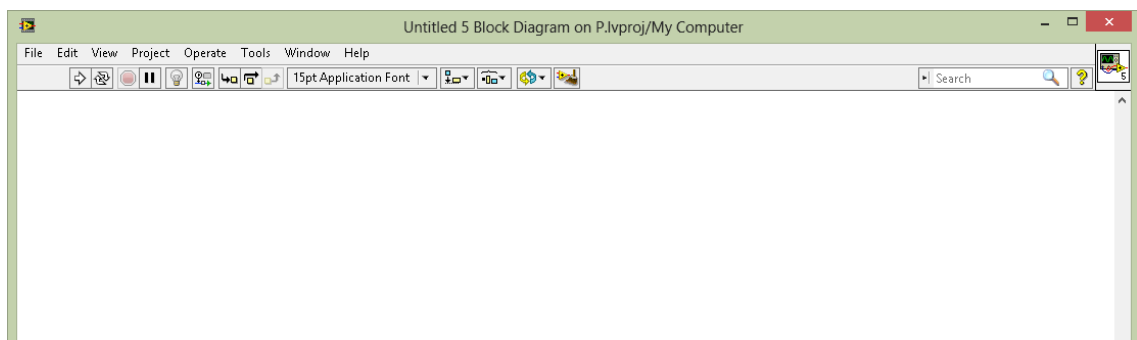 Untitled 5 Block Diagram on P.lvproj/My Computer
File Edit View Project Operate Tools Window Help
15pt Application Font Search ? 5